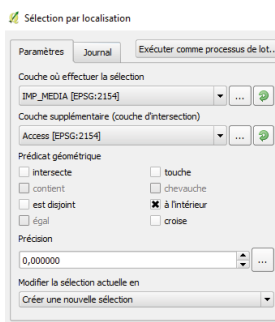 Sélection par localisation
Paramètres Journal Exécuter comme processus de lot..
Couche où effectuer la sélection
IMP_MEDIA [EPSG:2154] ...
Couche supplémentaire (couche d'intersection)
Access [EPSG:2154] ...
Prédicat géométrique
intersecte touche
contient chevauche
est disjoint à l'intérieur
égal croise
Précision
0,000000 ...
Modifier la sélection actuelle en
Créer une nouvelle sélection